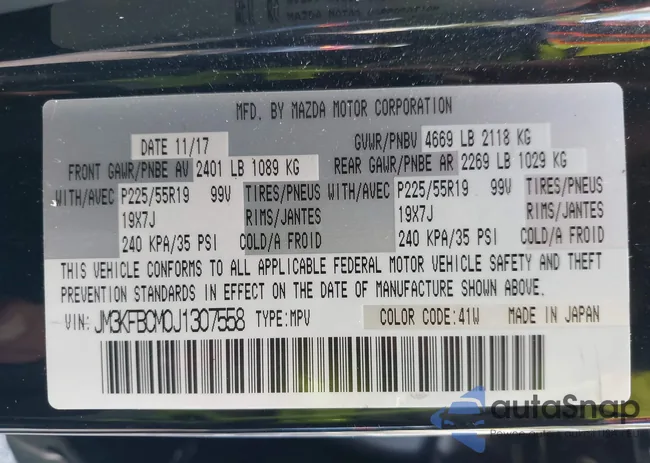 MAZDA MOTOR CORPORATION
MFD. BY MAZDA MOTOR CORPORATION
DATE 11/17 GVWR/PNBV 4669 LB 2118 KG
FRONT GAWR/PNBE AV 2401 LB 1089 KG REAR GAWR/PNBE AR 2269 LB 1029 KG
WITH/AVEC P225/55R19 99V TIRES/PNEUS WITH/AVEC P225/55R19 99V TIRES/PNEUS
19X7J RIMS/JANTES 19X7J RIMS/JANTES
240 KPA/35 PSI COLD/A FROID 240 KPA/35 PSI COLD/A FROID
THIS VEHICLE CONFORMS TO ALL APPLICABLE FEDERAL MOTOR VEHICLE SAFETY AND THEFT
PREVENTION STANDARDS IN EFFECT ON THE DATE OF MANUFACTURE SHOWN ABOVE.
VIN: JM3KFBCM0J1307558 TYPE:MPV COLOR CODE:41W MADE IN JAPAN
autoSnap